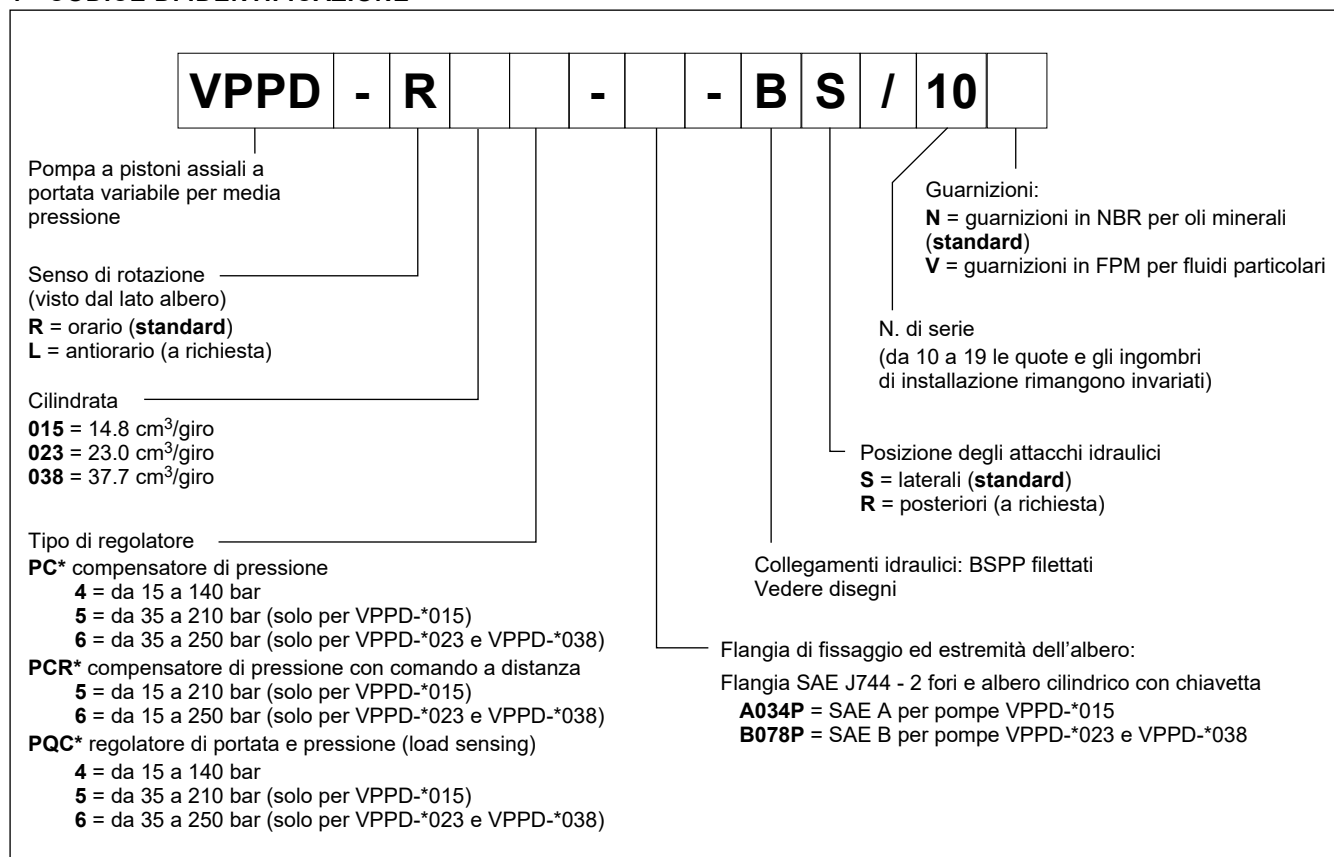 VPPD - R - - B S / 10
Pompa a pistoni assiali a
portata variabile per media
pressione
Senso di rotazione
(visto dal lato albero)
R = orario (standard)
L = antiorario (a richiesta)
Cilindrata
015 = 14.8 cm³/giro
023 = 23.0 cm³/giro
038 = 37.7 cm³/giro
Tipo di regolatore
PC* compensatore di pressione
4 = da 15 a 140 bar
5 = da 35 a 210 bar (solo per VPPD-*015)
6 = da 35 a 250 bar (solo per VPPD-*023 e VPPD-*038)
PCR* compensatore di pressione con comando a distanza
5 = da 15 a 210 bar (solo per VPPD-*015)
6 = da 15 a 250 bar (solo per VPPD-*023 e VPPD-*038)
PQC* regolatore di portata e pressione (load sensing)
4 = da 15 a 140 bar
5 = da 35 a 210 bar (solo per VPPD-*015)
6 = da 35 a 250 bar (solo per VPPD-*023 e VPPD-*038)
Guarnizioni:
N = guarnizioni in NBR per oli minerali
(standard)
V = guarnizioni in FPM per fluidi particolari
N. di serie
(da 10 a 19 le quote e gli ingombri
di installazione rimangono invariati)
Posizione degli attacchi idraulici
S = laterali (standard)
R = posteriori (a richiesta)
Collegamenti idraulici: BSPP filettati
Vedere disegni
Flangia di fissaggio ed estremità dell'albero:
Flangia SAE J744 - 2 fori e albero cilindrico con chiavetta
A034P = SAE A per pompe VPPD-*015
B078P = SAE B per pompe VPPD-*023 e VPPD-*038